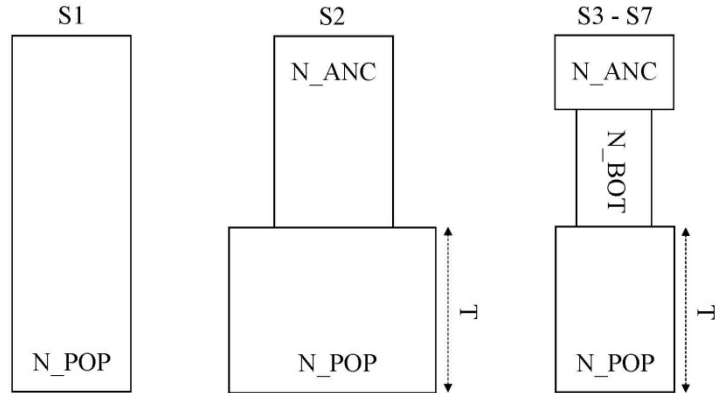 S1
S2
S3 - S7
N_ANC
N_ANC
N_BOT
T
T
N_POP
N_POP
N_POP